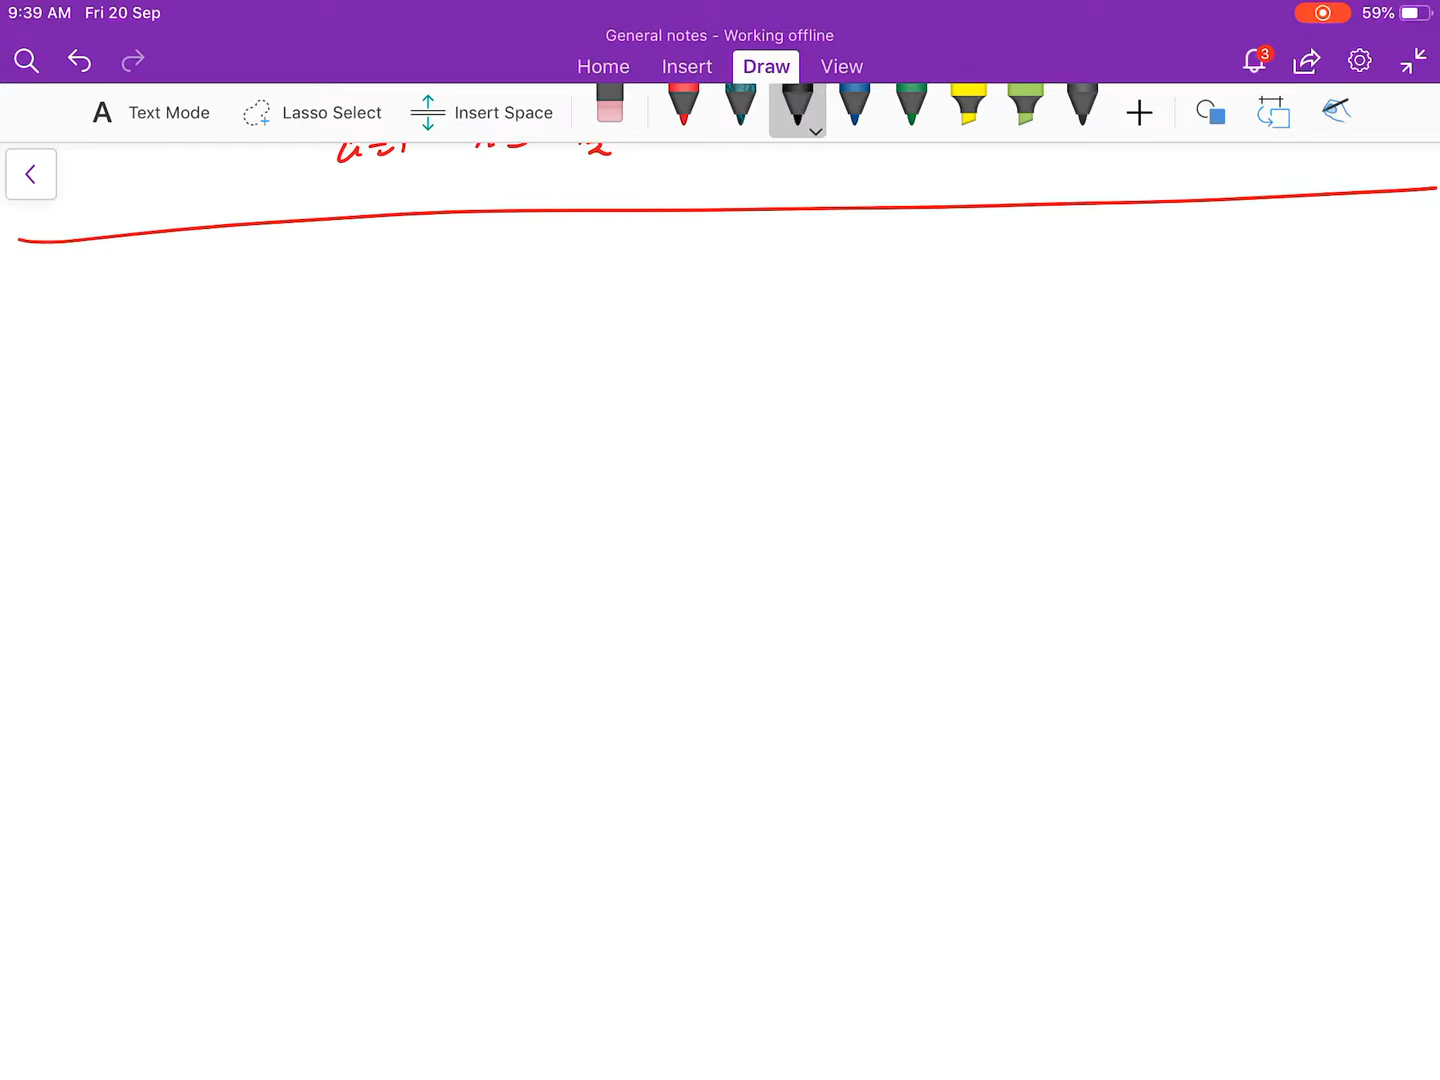 9:39 AM Fri 20 Sep 59%
General notes - Working offline
Home Insert Draw View 3
A Text Mode Lasso Select Insert Space